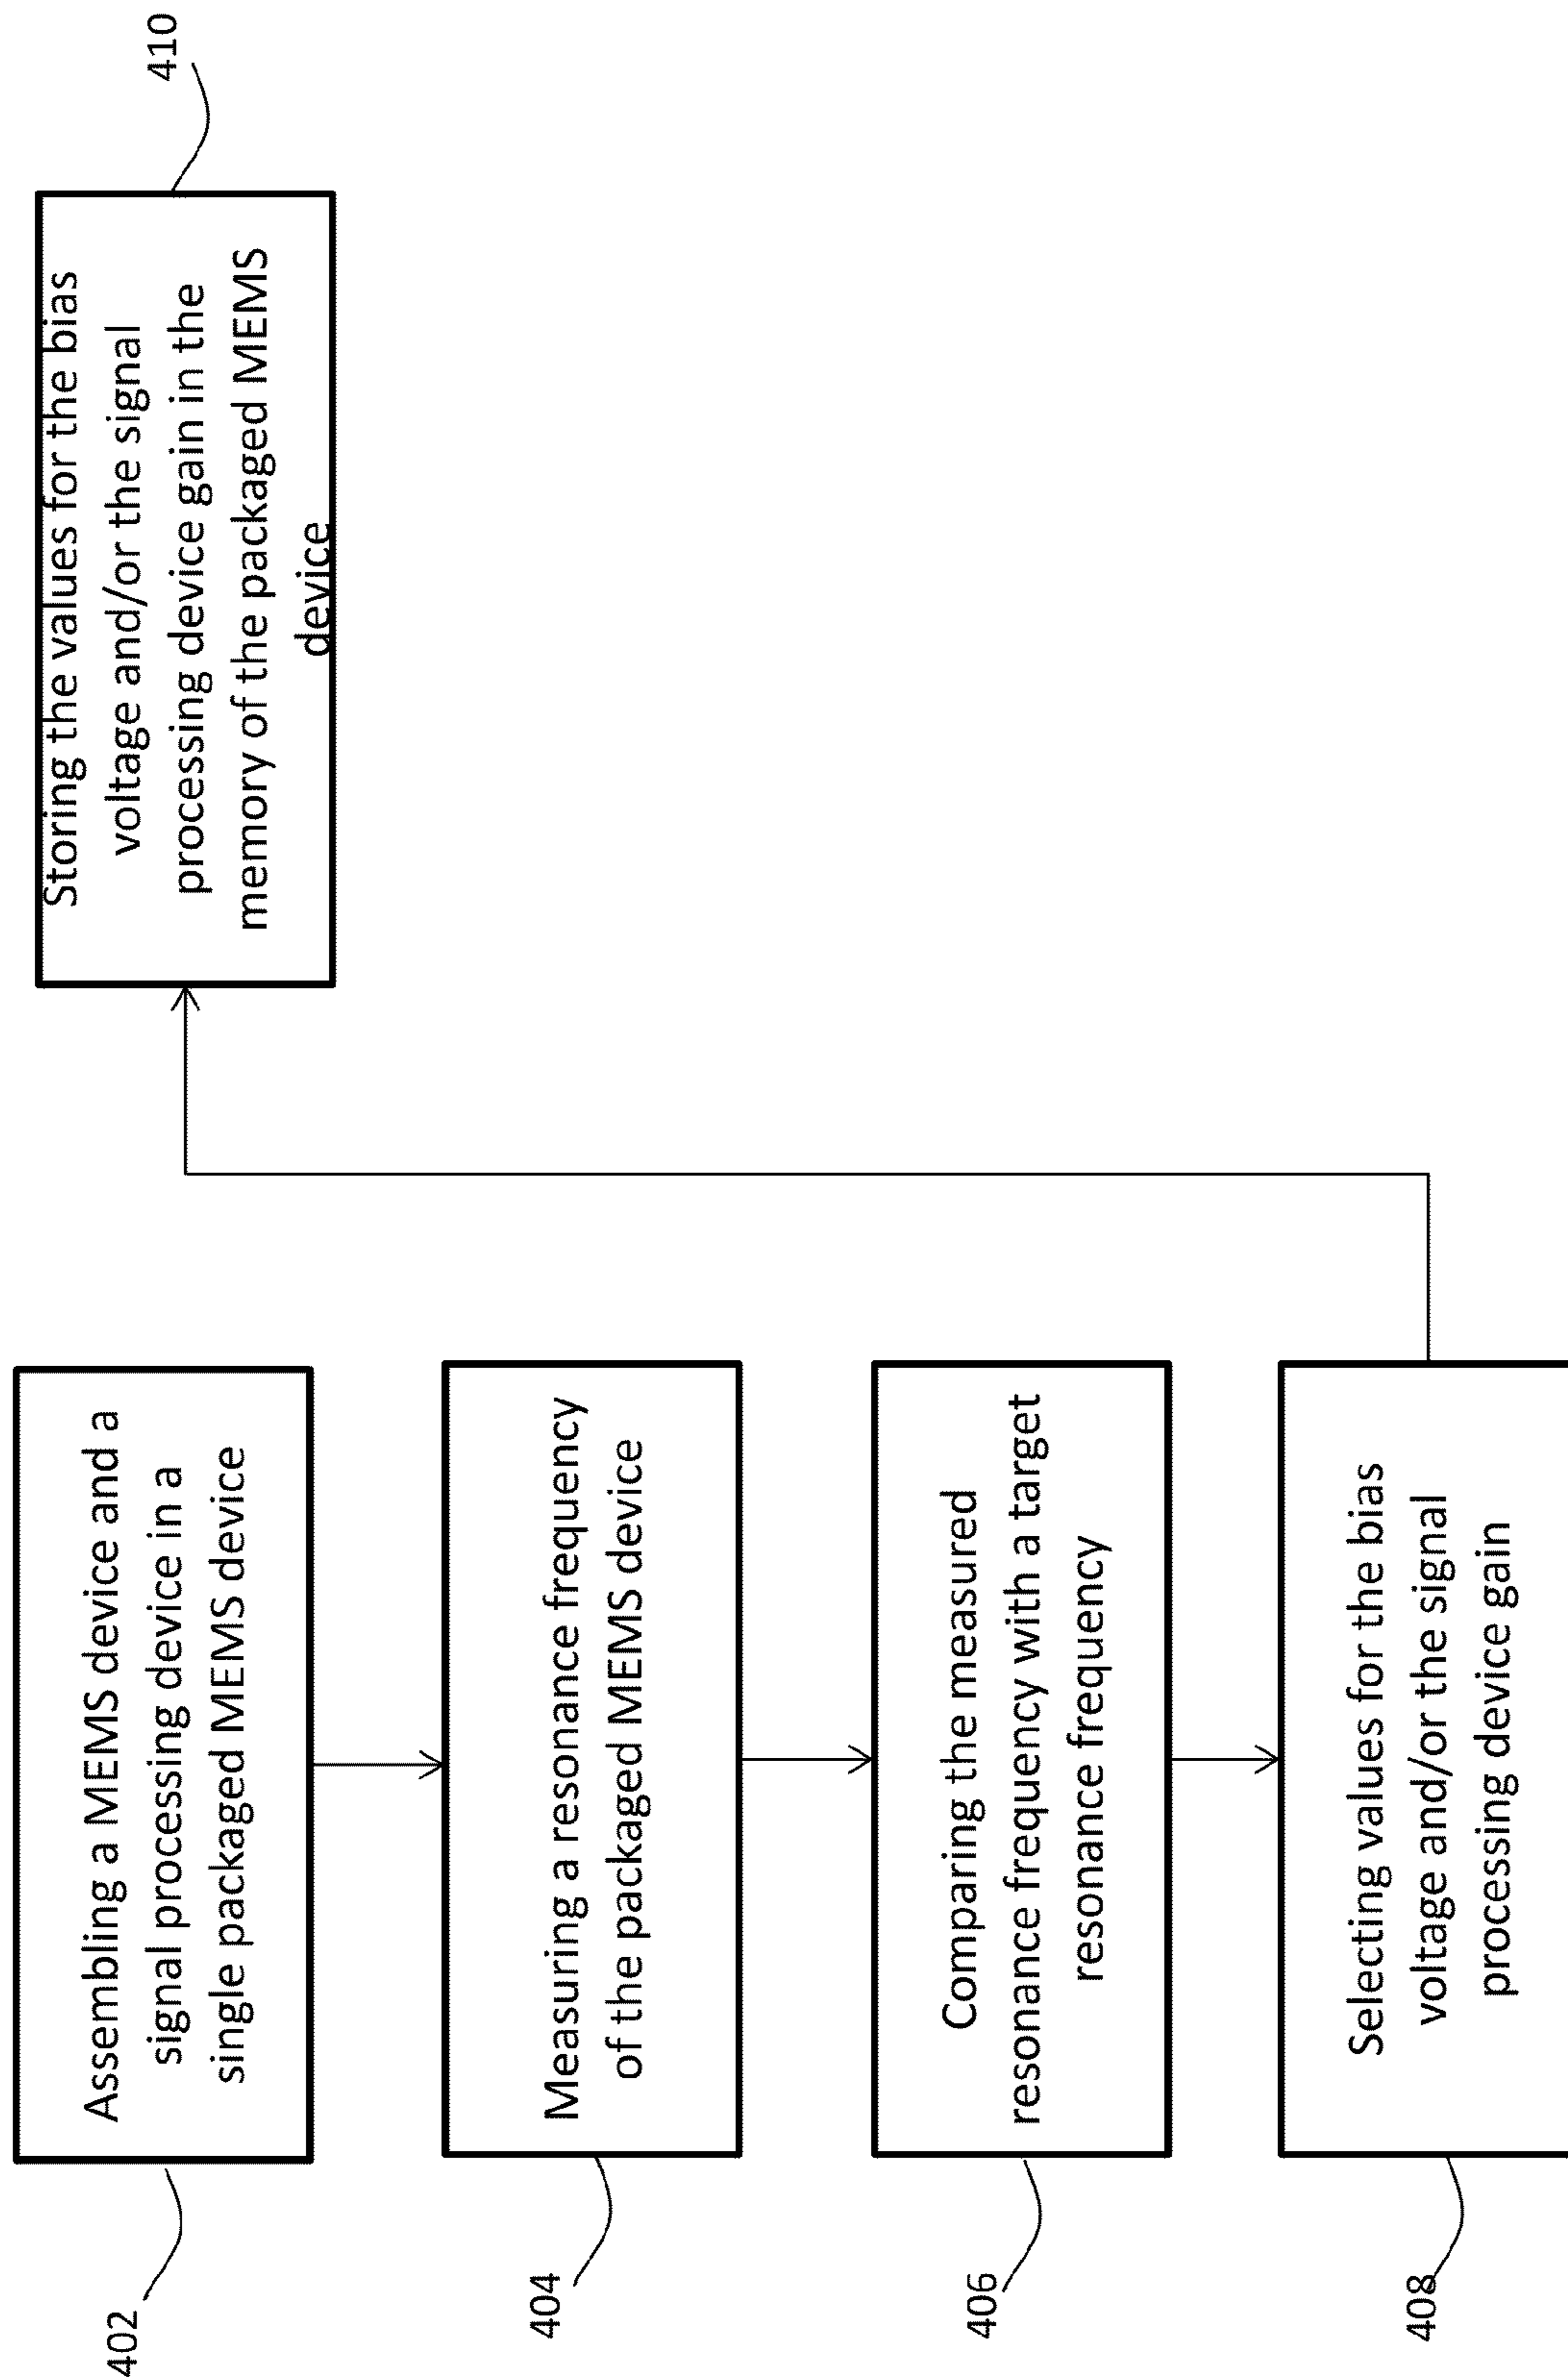 402
Assembling a MEMS device and a
signal processing device in a
single packaged MEMS device
404
Measuring a resonance frequency
of the packaged MEMS device
406
Comparing the measured
resonance frequency with a target
resonance frequency
408
Selecting values for the bias
voltage and/or the signal
processing device gain
410
Storing the values for the bias
voltage and/or the signal
processing device gain in the
memory of the packaged MEMS
device